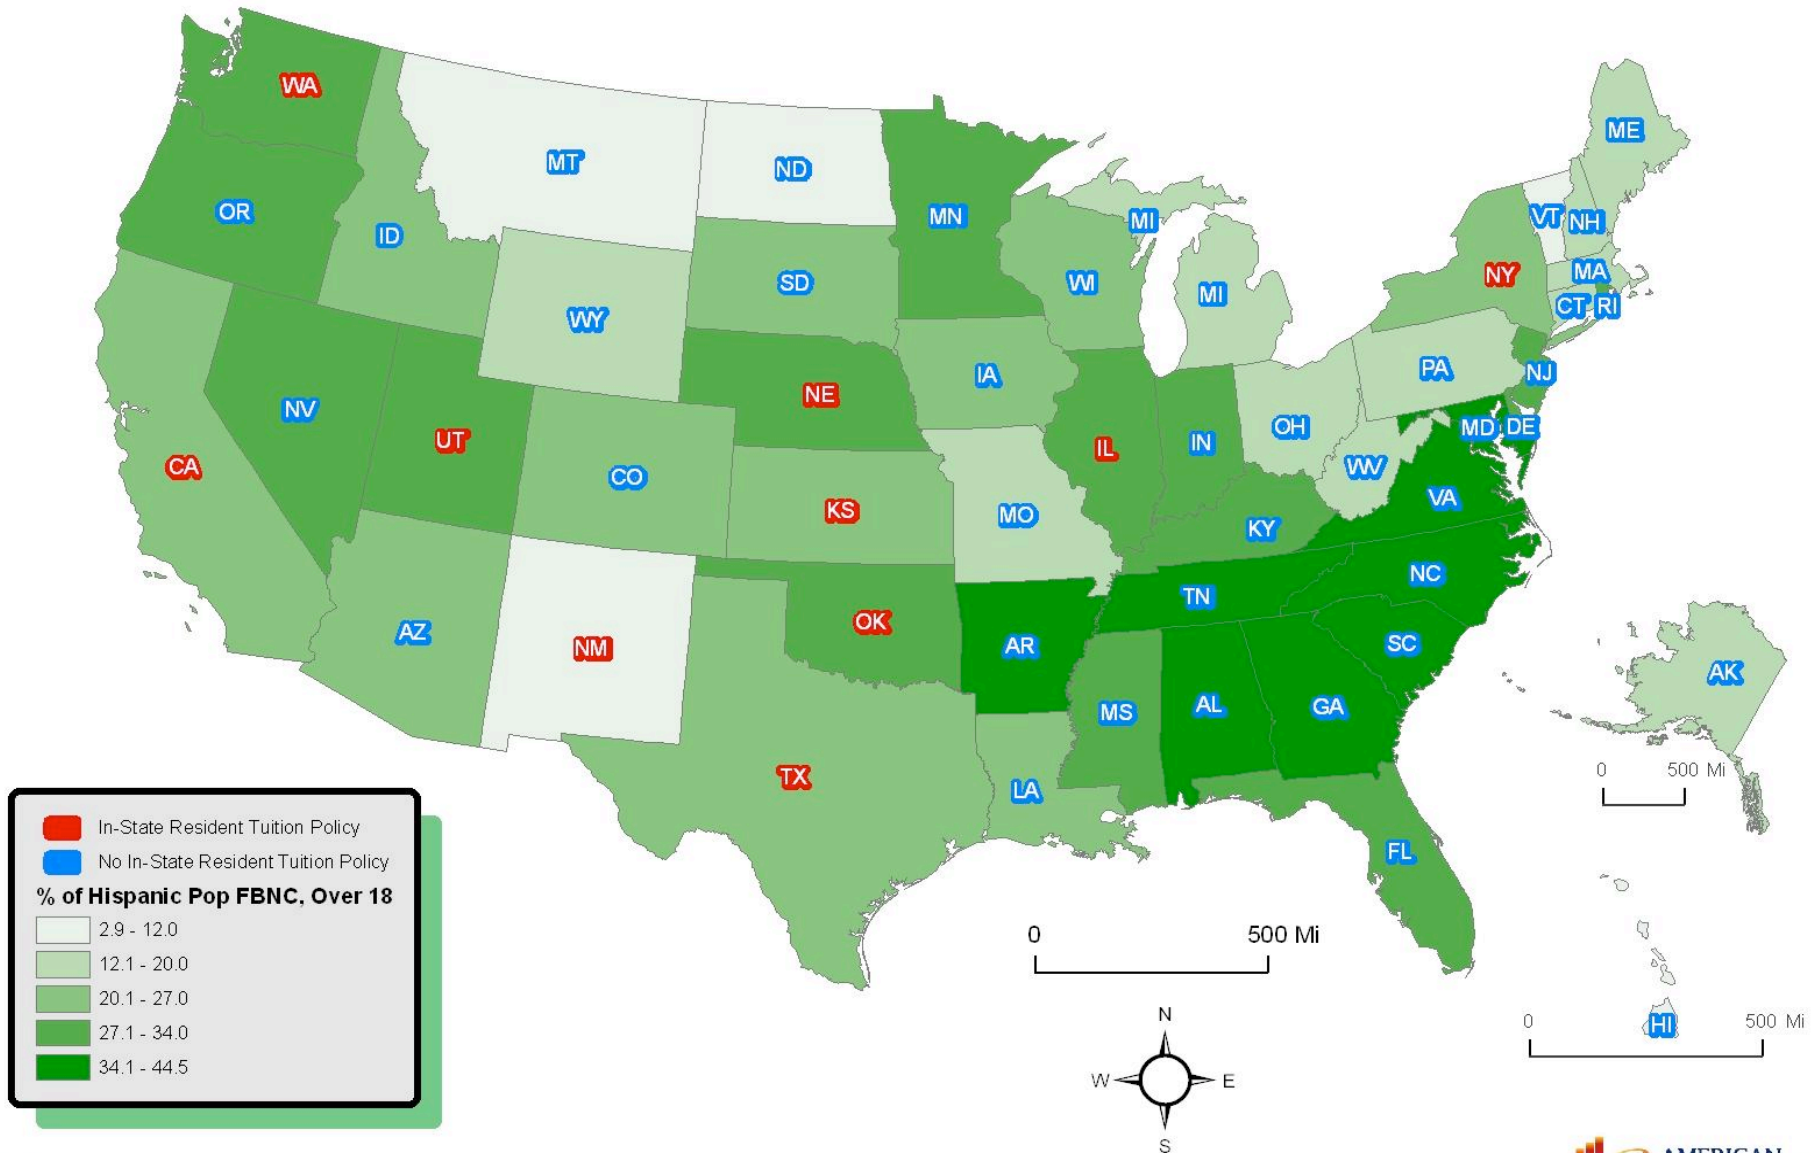 WA
MT
ND
ME
OR
ID
MN
MI
VT
NH
SD
WI
NY
MA
WY
MI
CT
RI
IA
PA
NJ
NV
NE
UT
IN
OH
MD
DE
CA
IL
WV
CO
VA
KS
MO
KY
NC
TN
OK
AZ
NM
AR
SC
AK
MS
AL
GA
TX
LA
0 500 Mi
FL
In-State Resident Tuition Policy
No In-State Resident Tuition Policy
% of Hispanic Pop FBNC, Over 18
2.9 - 12.0
12.1 - 20.0
20.1 - 27.0
27.1 - 34.0
34.1 - 44.5
0 500 Mi
N
W E
S
0 500 Mi
HI
AMERICAN